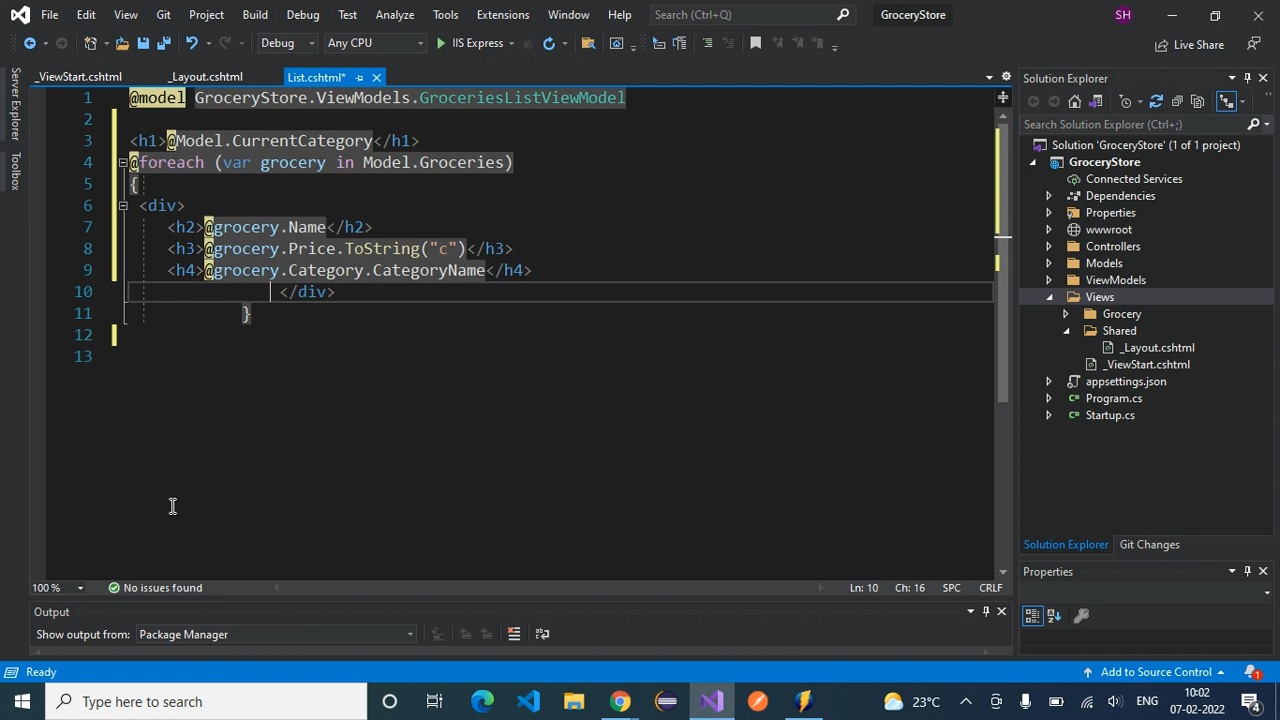 File Edit View Git Project Build Debug Test Analyze Tools Extensions Window Help Search (Ctrl+Q) GroceryStore SH
Debug Any CPU IIS Express Live Share
Server Explorer
Toolbox
_ViewStart.cshtml _Layout.cshtml List.cshtml*
1 @model GroceryStore.ViewModels.GroceriesListViewModel
2
3 <h1>@Model.CurrentCategory</h1>
4 @foreach (var grocery in Model.Groceries)
5 {
6 <div>
7 <h2>@grocery.Name</h2>
8 <h3>@grocery.Price.ToString("c")</h3>
9 <h4>@grocery.Category.CategoryName</h4>
10 </div>
11 }
12
13
100 % No issues found Ln: 10 Ch: 16 SPC CRLF
Output
Show output from: Package Manager
Solution Explorer
Search Solution Explorer (Ctrl+;)
Solution 'GroceryStore' (1 of 1 project)
GroceryStore
Connected Services
Dependencies
Properties
wwwroot
Controllers
Models
ViewModels
Views
Grocery
Shared
_Layout.cshtml
_ViewStart.cshtml
appsettings.json
Program.cs
Startup.cs
Solution Explorer Git Changes
Properties
Ready Add to Source Control 1
Type here to search 23°C ENG 10:02 07-02-2022 4